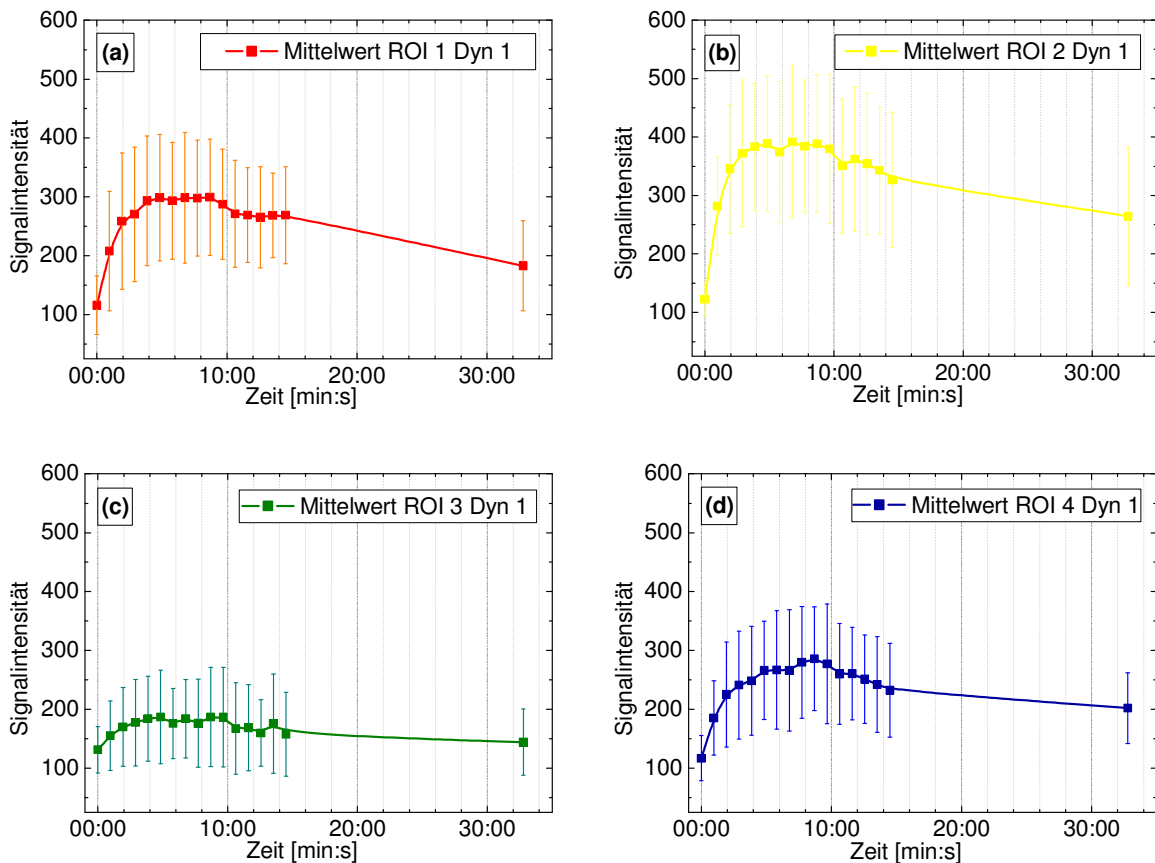 (a)
Mittelwert ROI 1 Dyn 1
600
500
400
300
200
100
Signalintensität
00:00 10:00 20:00 30:00
Zeit [min:s]
(b)
Mittelwert ROI 2 Dyn 1
600
500
400
300
200
100
Signalintensität
00:00 10:00 20:00 30:00
Zeit [min:s]
(c)
Mittelwert ROI 3 Dyn 1
600
500
400
300
200
100
Signalintensität
00:00 10:00 20:00 30:00
Zeit [min:s]
(d)
Mittelwert ROI 4 Dyn 1
600
500
400
300
200
100
Signalintensität
00:00 10:00 20:00 30:00
Zeit [min:s]